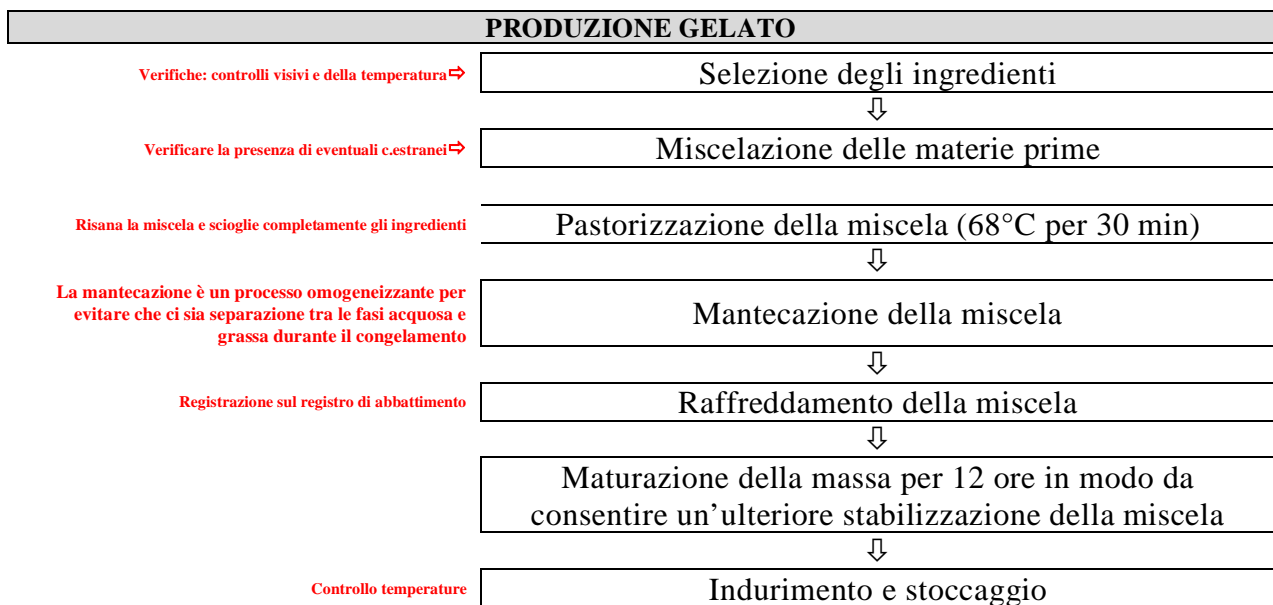 PRODUZIONE GELATO
Verifiche: controlli visivi e della temperatura⇨
Selezione degli ingredienti
⇩
Verificare la presenza di eventuali c.estranei⇨
Miscelazione delle materie prime
Risana la miscela e scioglie completamente gli ingredienti
Pastorizzazione della miscela (68°C per 30 min)
⇩
La mantecazione è un processo omogeneizzante per
evitare che ci sia separazione tra le fasi acquosa e
grassa durante il congelamento
Mantecazione della miscela
⇩
Registrazione sul registro di abbattimento
Raffreddamento della miscela
⇩
Maturazione della massa per 12 ore in modo da
consentire un’ulteriore stabilizzazione della miscela
⇩
Controllo temperature
Indurimento e stoccaggio